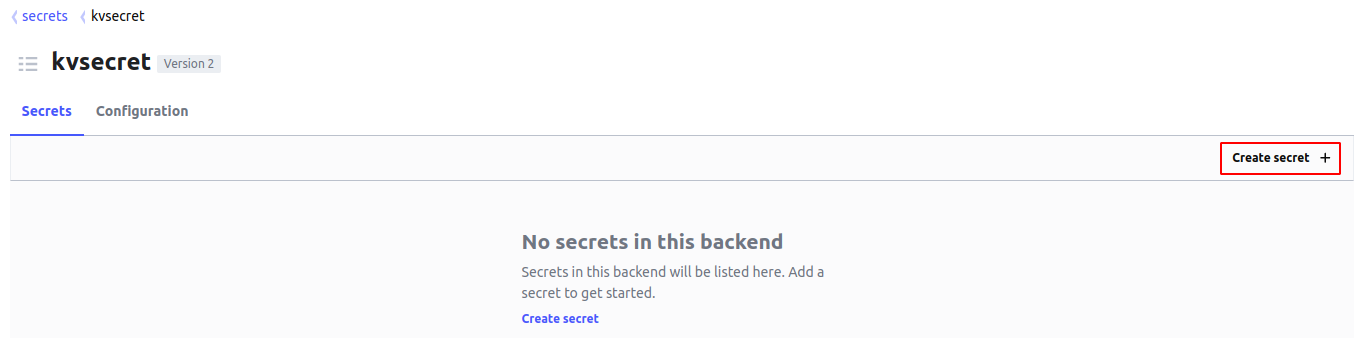 secrets kvsecret
kvsecret Version 2
Secrets Configuration
Create secret +
No secrets in this backend
Secrets in this backend will be listed here. Add a
secret to get started.
Create secret